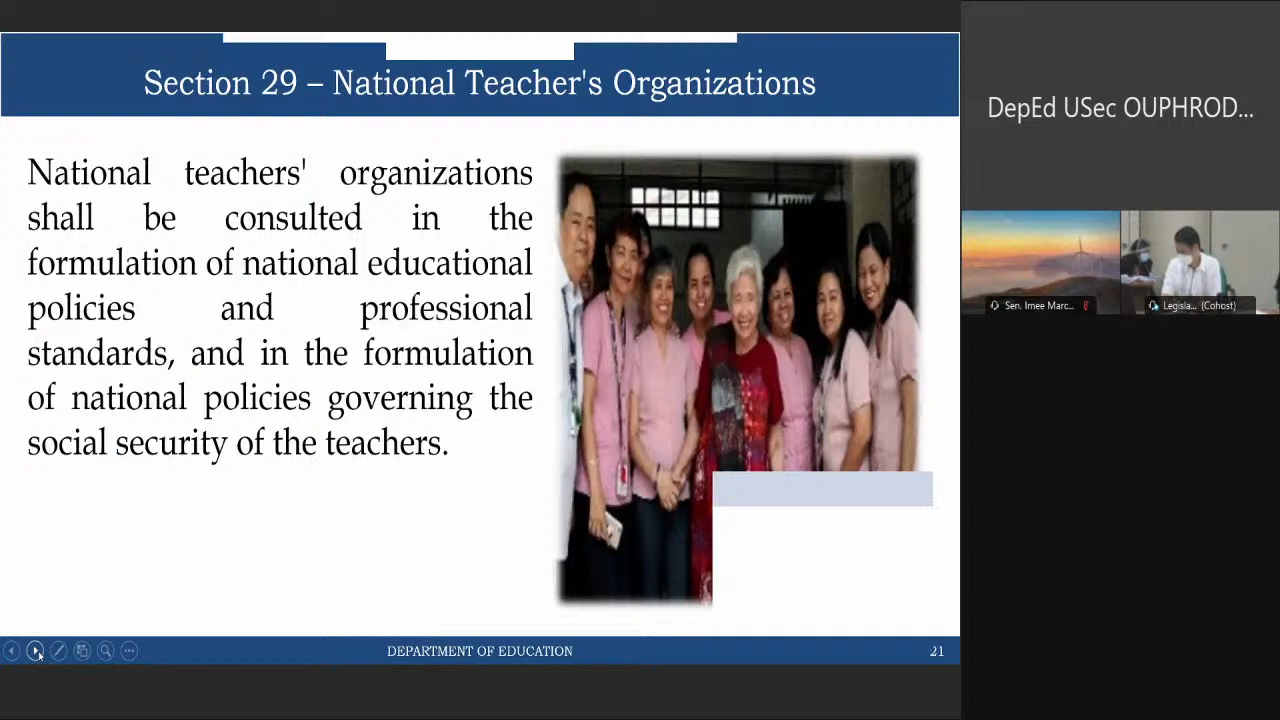 Section 29 – National Teacher's Organizations
National teachers' organizations
shall be consulted in the
formulation of national educational
policies and professional
standards, and in the formulation
of national policies governing the
social security of the teachers.
DEPARTMENT OF EDUCATION
21
DepEd USec OUPHROD...
Sen. Imee Marc...
Legisla... (Cohost)